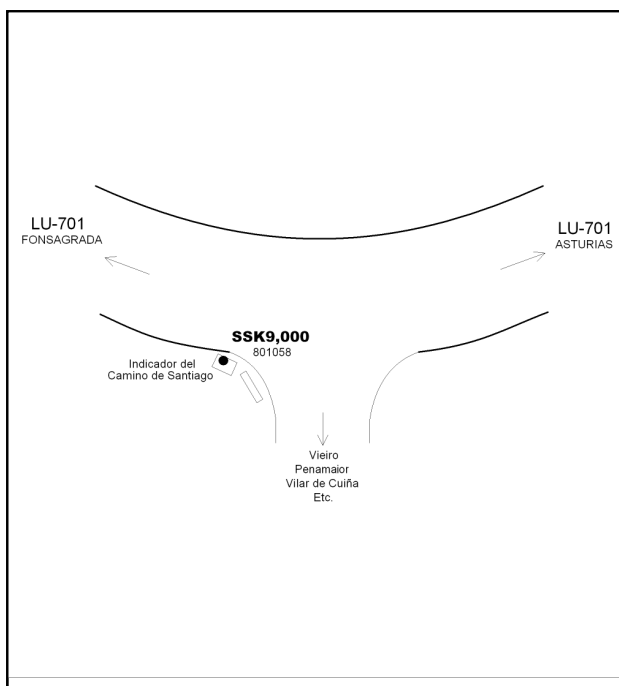 LU-701
FONSAGRADA
LU-701
ASTURIAS
SSK9,000
801058
Indicador del
Camino de Santiago
Vieiro
Penamaior
Vilar de Cuiña
Etc.